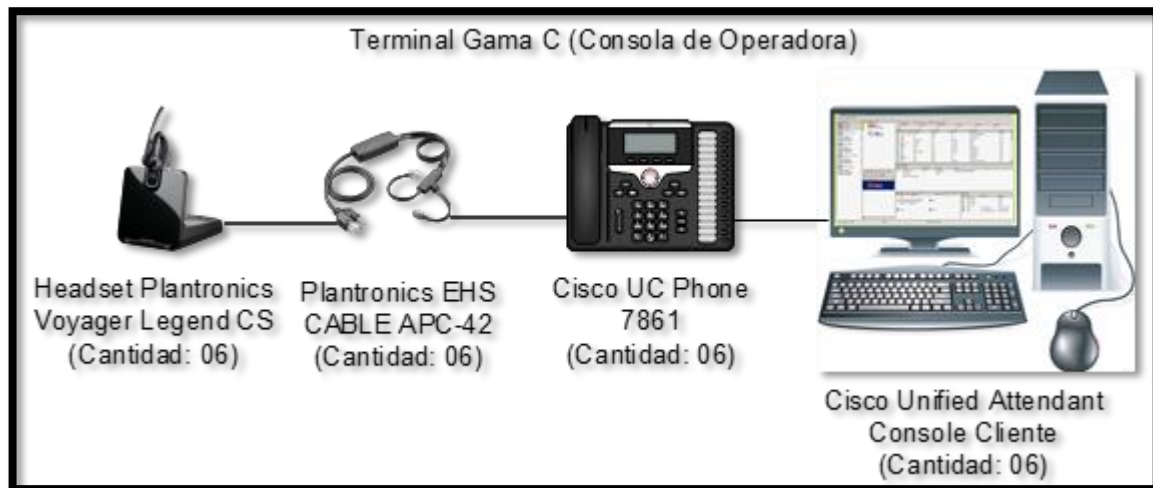 Terminal Gama C (Consola de Operadora)
Headset Plantronics
Voyager Legend CS
(Cantidad: 06)
Plantronics EHS
CABLE APC-42
(Cantidad: 06)
Cisco UC Phone
7861
(Cantidad: 06)
Cisco Unified Attendant
Console Cliente
(Cantidad: 06)